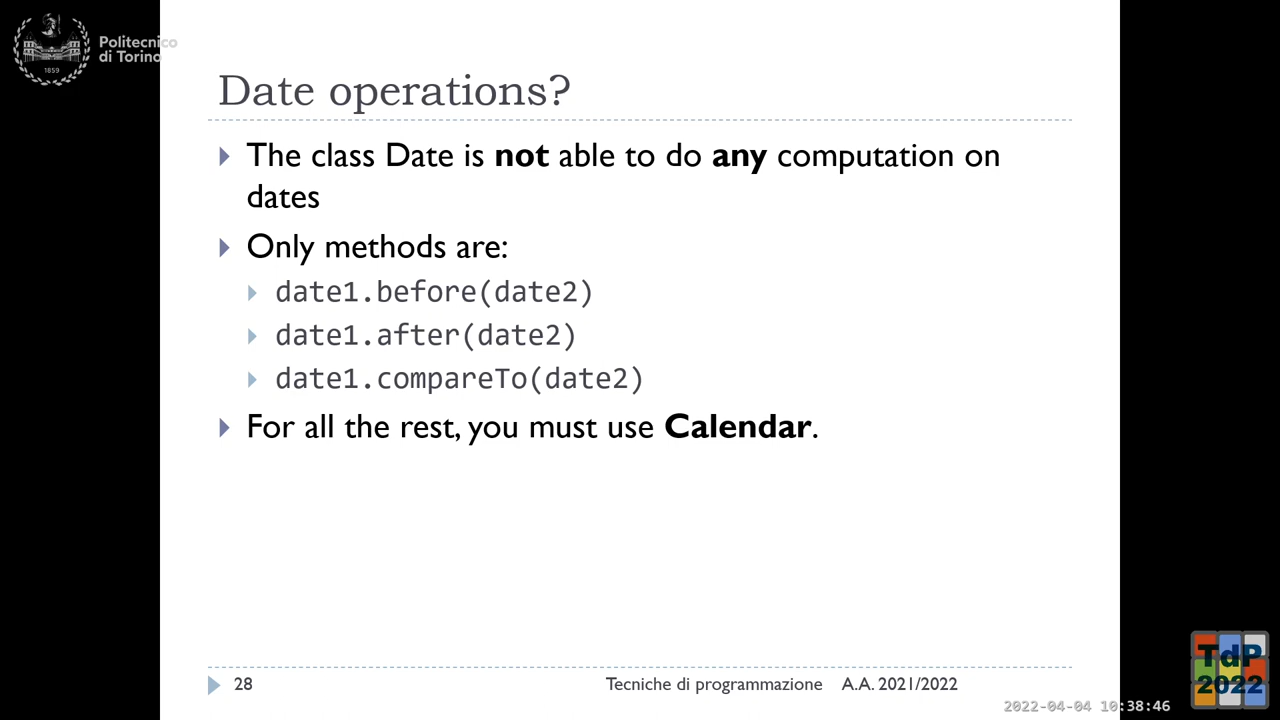 Politecnico
di Torino
1859
Date operations?
The class Date is not able to do any computation on
dates
Only methods are:
date1.before(date2)
date1.after(date2)
date1.compareTo(date2)
For all the rest, you must use Calendar.
28
Tecniche di programmazione A.A. 2021/2022
TdP
2022
2022-04-04 10:38:46